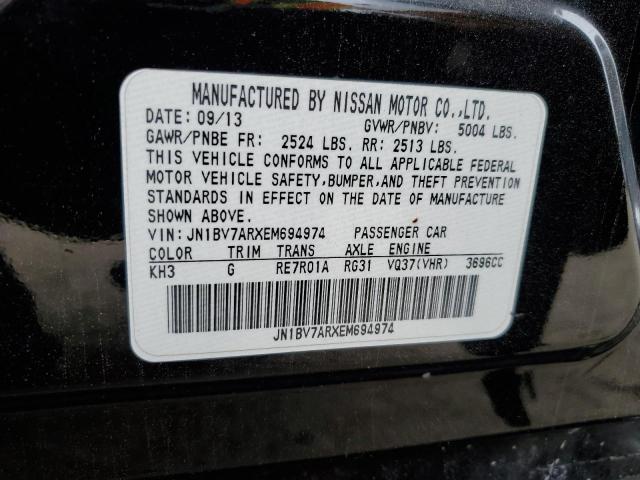 MANUFACTURED BY NISSAN MOTOR CO.,LTD.
DATE: 09/13 GVWR/PNBV: 5004 LBS.
GAWR/PNBE FR: 2524 LBS. RR: 2513 LBS.
THIS VEHICLE CONFORMS TO ALL APPLICABLE FEDERAL
MOTOR VEHICLE SAFETY,BUMPER,AND THEFT PREVENTION
STANDARDS IN EFFECT ON THE DATE OF MANUFACTURE
SHOWN ABOVE.
VIN: JN1BV7ARXEM694974 PASSENGER CAR
COLOR TRIM TRANS AXLE ENGINE
KH3 G RE7R01A RG31 VQ37(VHR) 3696CC
JN1BV7ARXEM694974